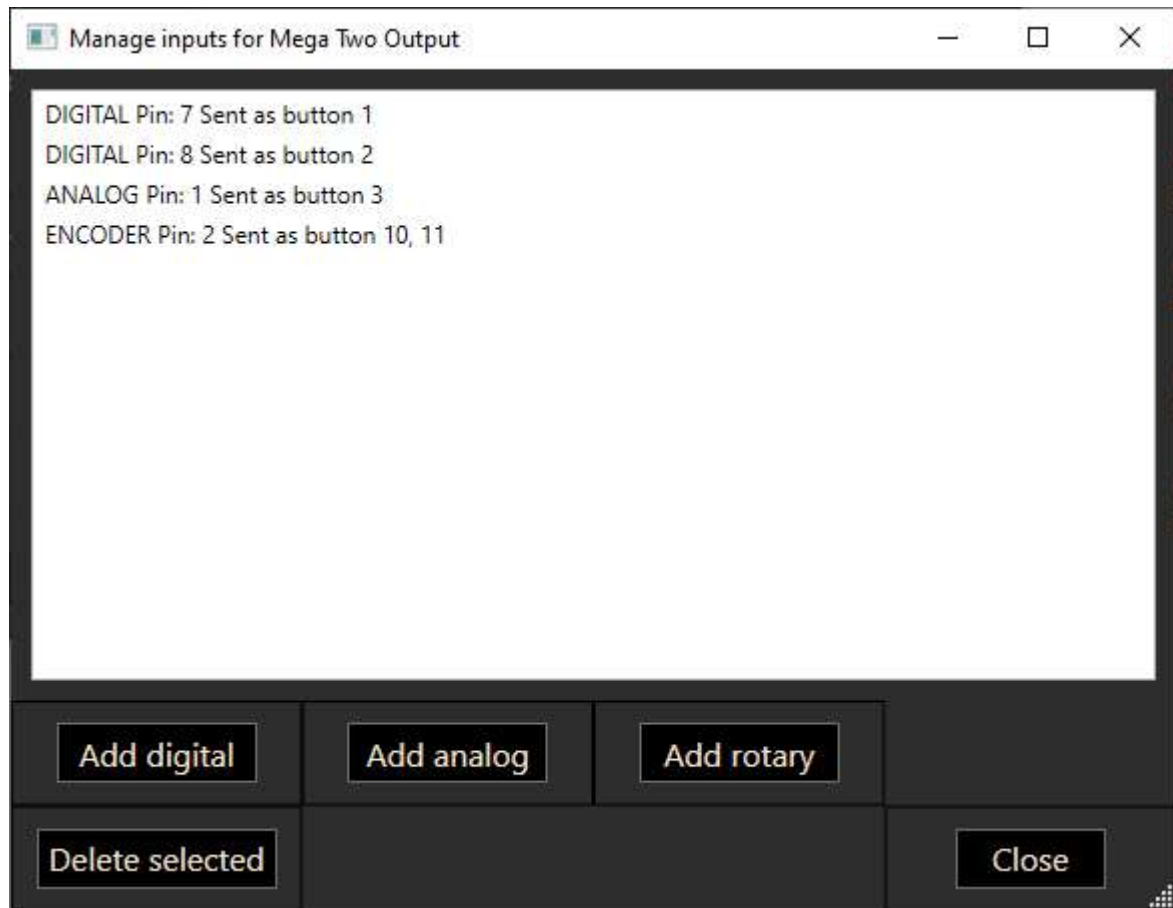 Manage inputs for Mega Two Output
DIGITAL Pin: 7 Sent as button 1
DIGITAL Pin: 8 Sent as button 2
ANALOG Pin: 1 Sent as button 3
ENCODER Pin: 2 Sent as button 10, 11
Add digital
Add analog
Add rotary
Delete selected
Close